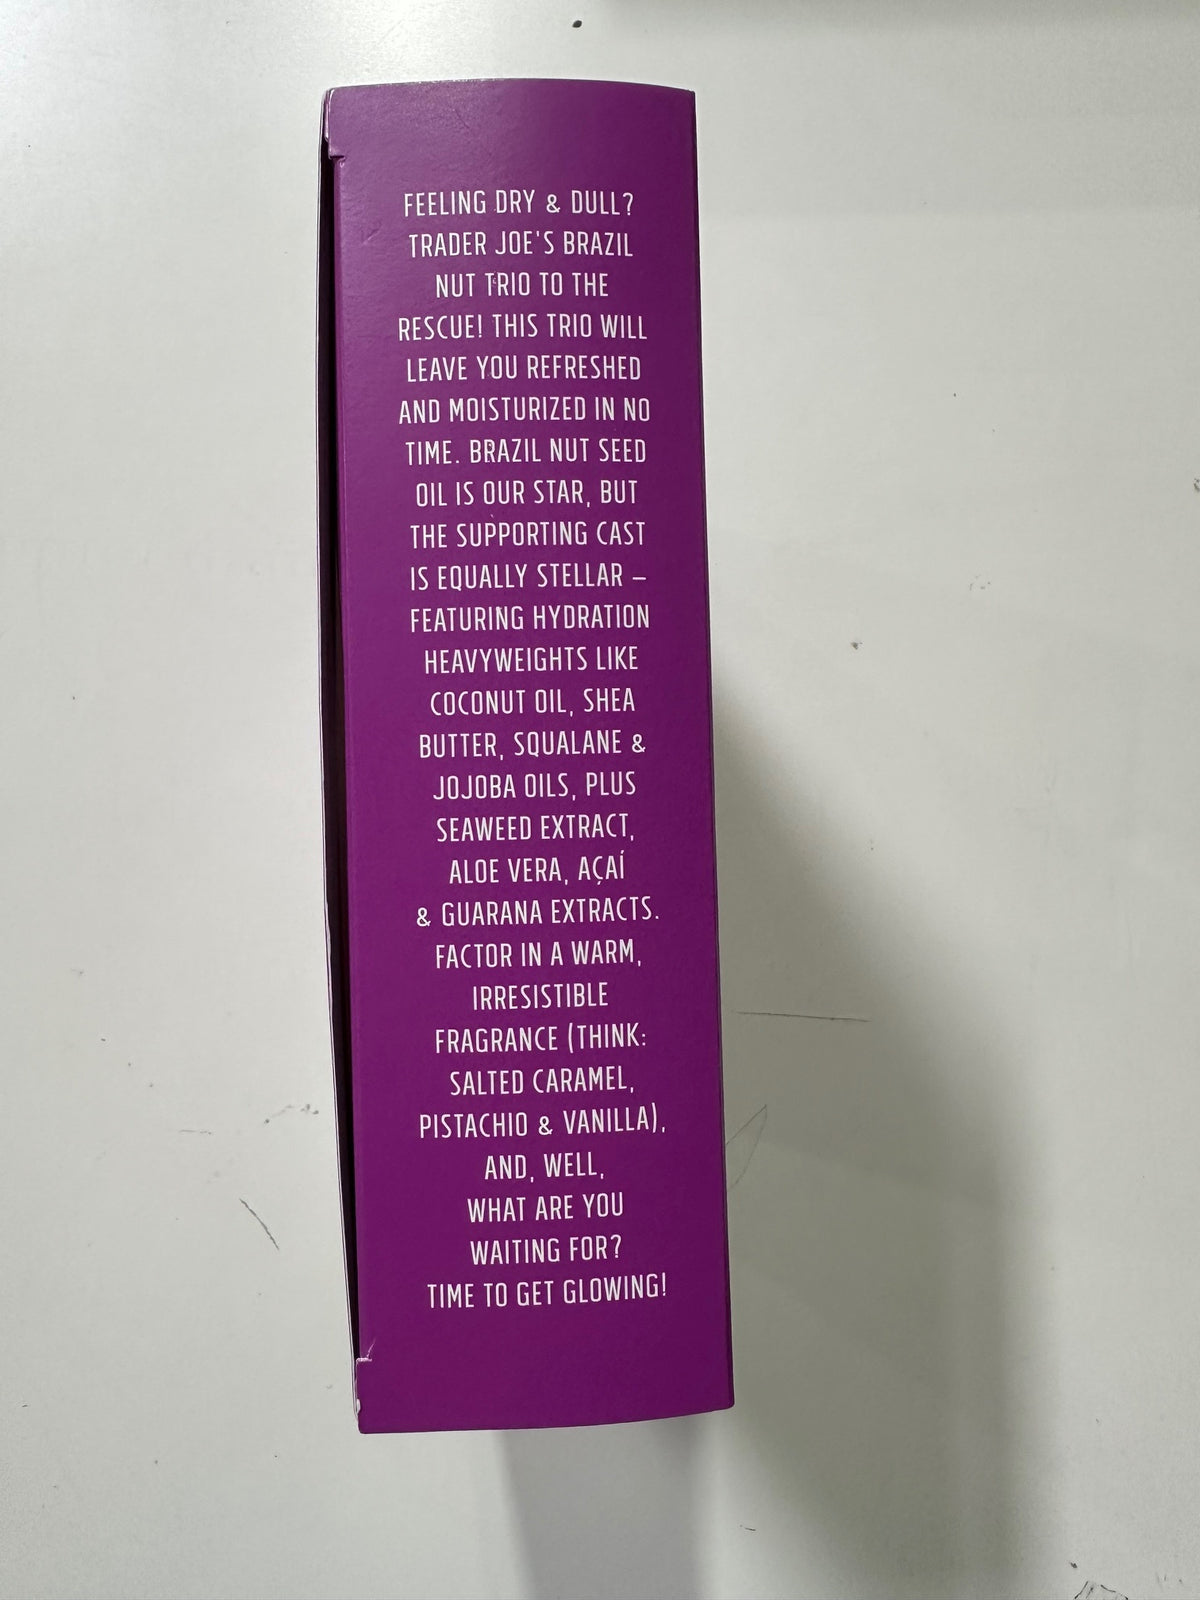 FEELING DRY & DULL?
TRADER JOE'S BRAZIL
NUT TRIO TO THE
RESCUE! THIS TRIO WILL
LEAVE YOU REFRESHED
AND MOISTURIZED IN NO
TIME. BRAZIL NUT SEED
OIL IS OUR STAR, BUT
THE SUPPORTING CAST
IS EQUALLY STELLAR –
FEATURING HYDRATION
HEAVYWEIGHTS LIKE
COCONUT OIL, SHEA
BUTTER, SQUALANE &
JOJOBA OILS, PLUS
SEAWEED EXTRACT,
ALOE VERA, AÇAÍ
& GUARANA EXTRACTS.
FACTOR IN A WARM,
IRRESISTIBLE
FRAGRANCE (THINK:
SALTED CARAMEL,
PISTACHIO & VANILLA),
AND, WELL,
WHAT ARE YOU
WAITING FOR?
TIME TO GET GLOWING!